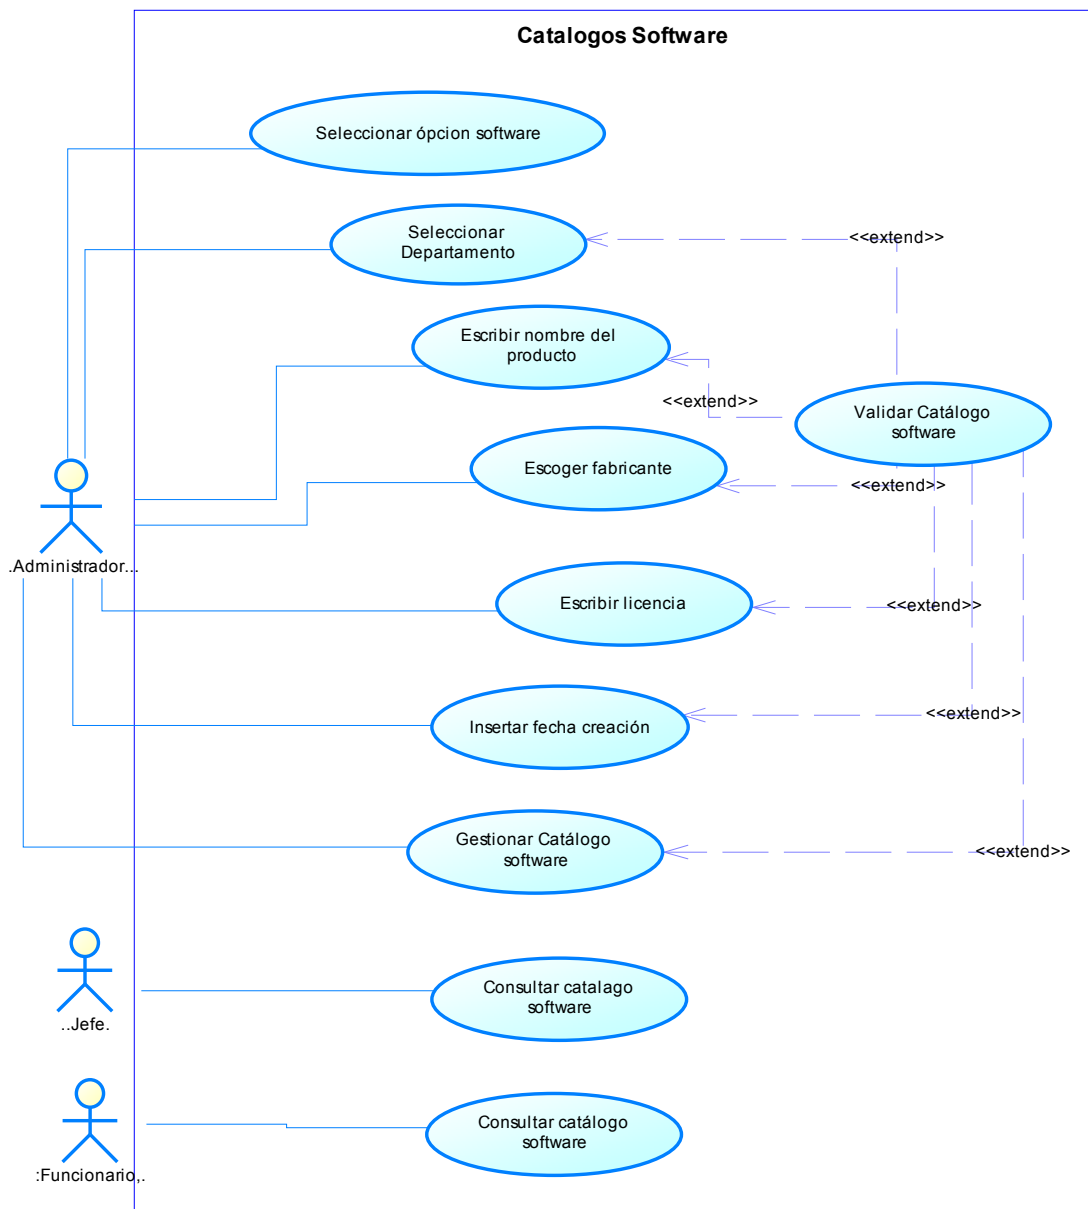 Catalogos Software
Seleccionar ópcion software
Seleccionar
Departamento
<<extend>>
Escribir nombre del
producto
<<extend>>
Validar Catálogo
software
Escoger fabricante
<<extend>>
.Administrador...
Escribir licencia
<<extend>>
Insertar fecha creación
<<extend>>
Gestionar Catálogo
software
<<extend>>
Consultar catalago
software
..Jefe.
Consultar catálogo
software
:Funcionario,.